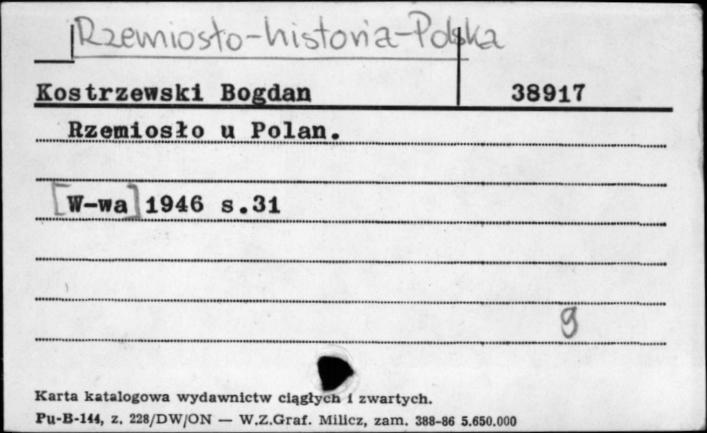 Rzemiosło-historia-Polska
Kostrzewski Bogdan 38917
Rzemiosło u Polan.
[W-wa] 1946 s.31
9
Karta katalogowa wydawnictw ciągłych i zwartych.
Pu-B-144, z. 228/DW/ON — W.Z.Graf. Milicz, zam. 388-86 5.650.000